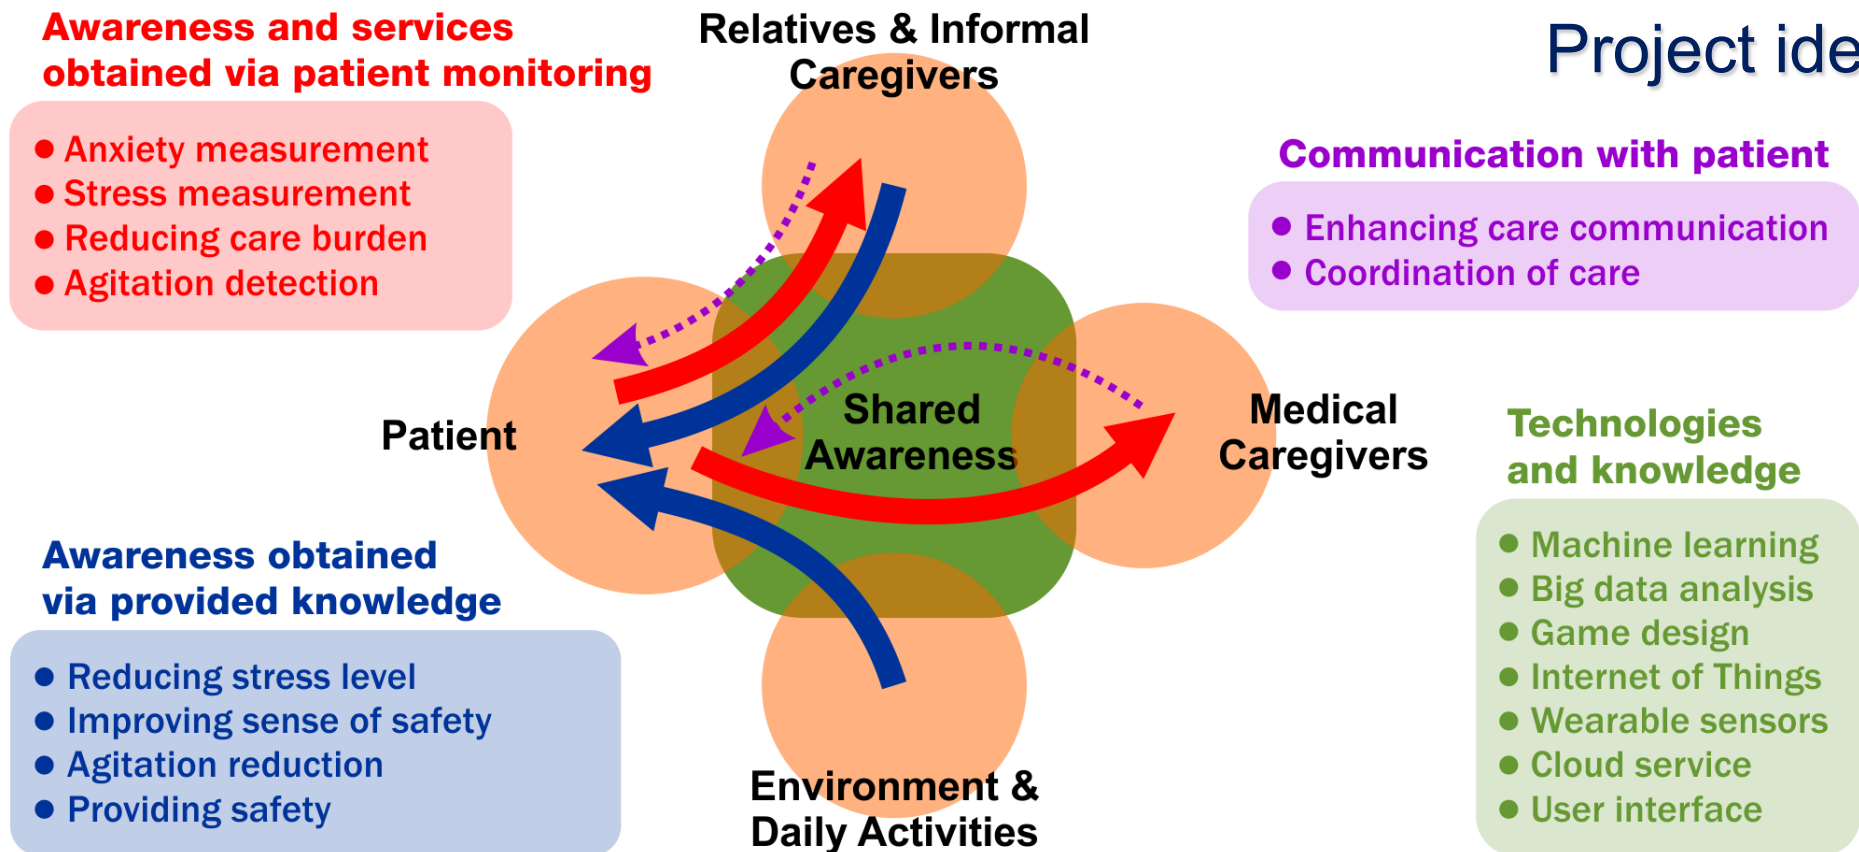 Awareness and services
obtained via patient monitoring
● Anxiety measurement
● Stress measurement
● Reducing care burden
● Agitation detection
Relatives & Informal
Caregivers
Project ide
Communication with patient
● Enhancing care communication
● Coordination of care
Patient
Shared
Awareness
Medical
Caregivers
Technologies
and knowledge
● Machine learning
● Big data analysis
● Game design
● Internet of Things
● Wearable sensors
● Cloud service
● User interface
Awareness obtained
via provided knowledge
● Reducing stress level
● Improving sense of safety
● Agitation reduction
● Providing safety
Environment &
Daily Activities